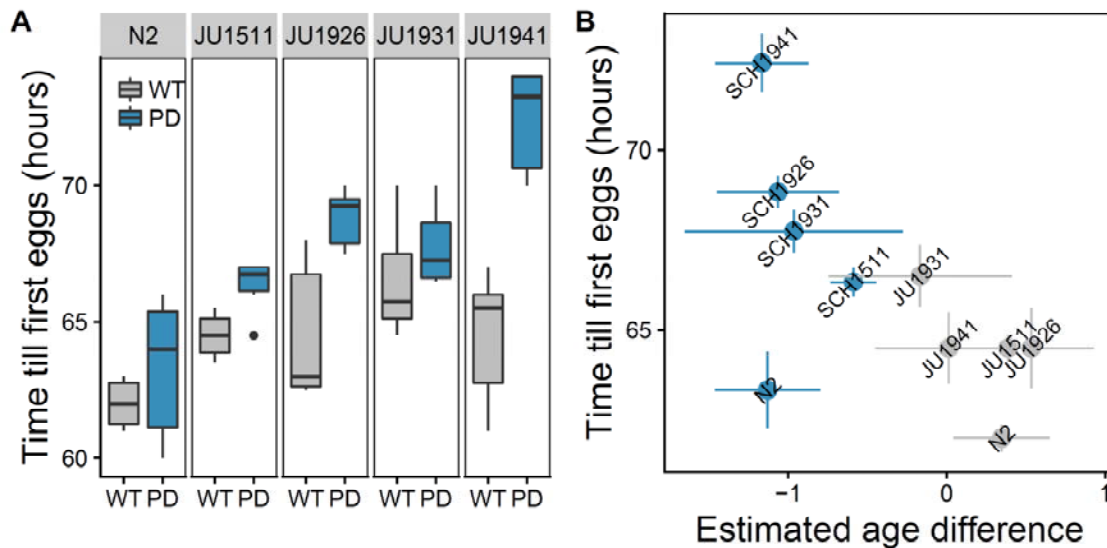 A
N2 JU1511 JU1926 JU1931 JU1941
WT
PD
Time till first eggs (hours)
70
65
60
WT PD WT PD WT PD WT PD WT PD
B
Time till first eggs (hours)
70
65
SCH1941
SCH1926
SCH1931
SCH1511
JU1931
JU1941
JU1511
JU1926
N2
N2
−1 0 1
Estimated age difference